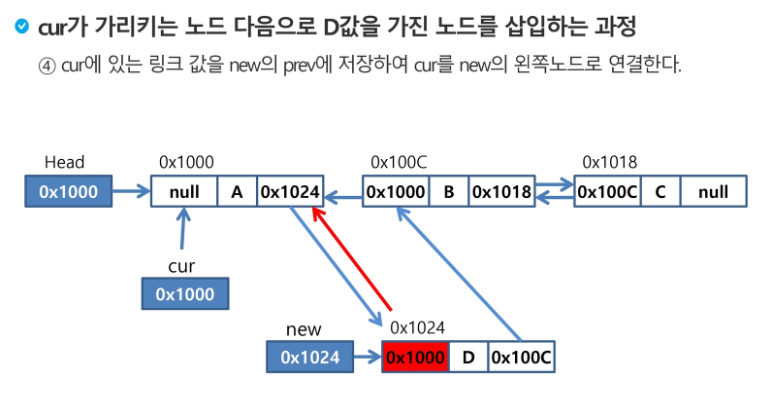 cur가 가리키는 노드 다음으로 D값을 가진 노드를 삽입하는 과정
④ cur에 있는 링크 값을 new의 prev에 저장하여 cur를 new의 왼쪽노드로 연결한다.
Head 0x1000 0x100C 0x1018
0x1000 null A 0x1024 0x1000 B 0x1018 0x100C C null
cur
0x1000
new 0x1024
0x1024 0x1000 D 0x100C